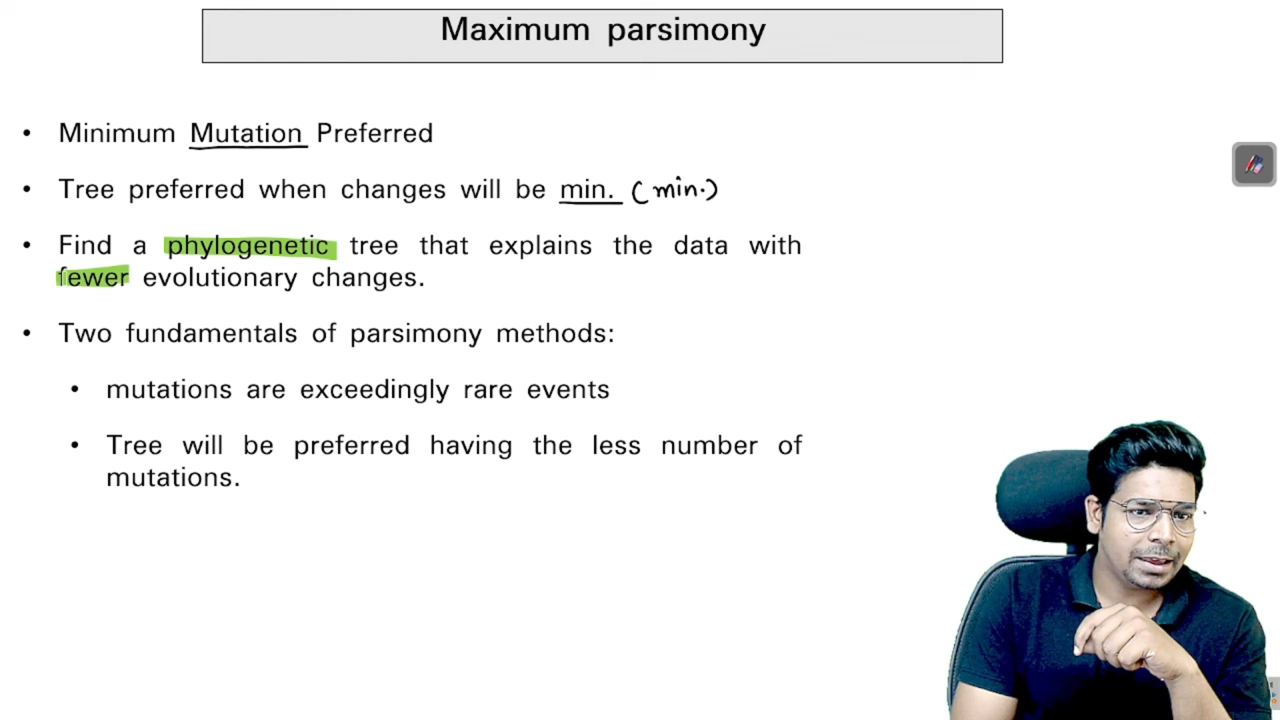 Maximum parsimony
• Minimum Mutation Preferred
• Tree preferred when changes will be min. (min.)
• Find a phylogenetic tree that explains the data with
fewer evolutionary changes.
• Two fundamentals of parsimony methods:
• mutations are exceedingly rare events
• Tree will be preferred having the less number of
mutations.